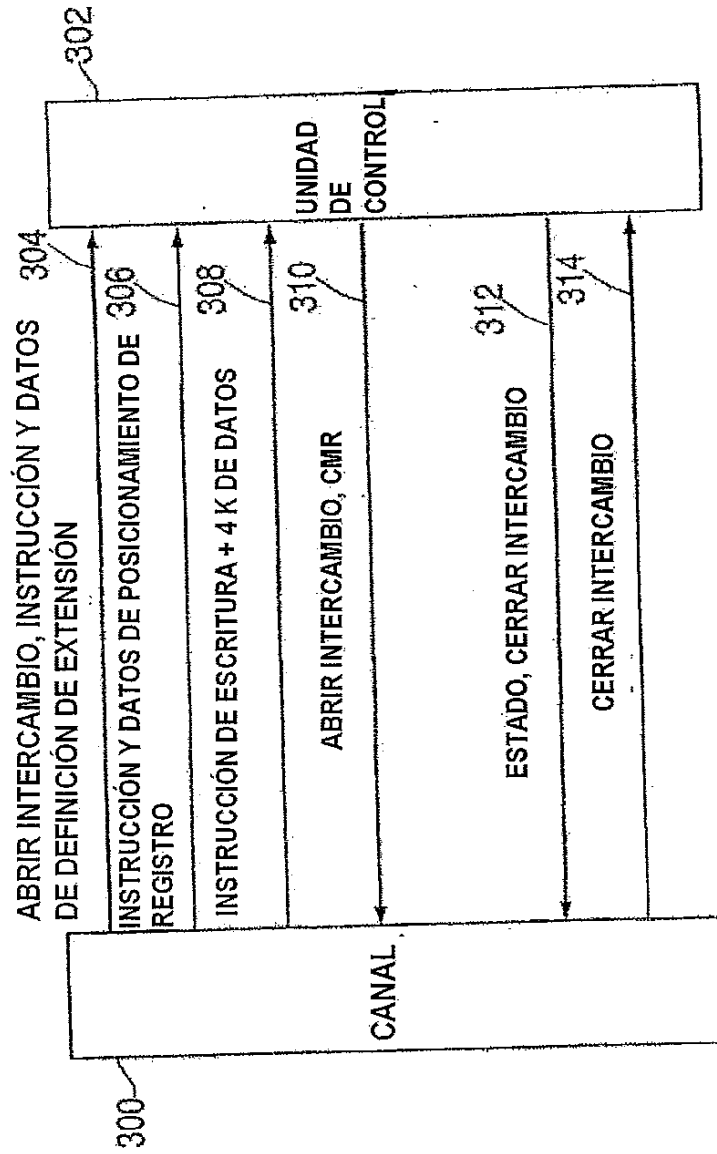 ABRIR INTERCAMBIO, INSTRUCCIÓN Y DATOS
DE DEFINICIÓN DE EXTENSIÓN
304
302
INSTRUCCIÓN Y DATOS DE POSICIONAMIENTO DE
REGISTRO
306
INSTRUCCIÓN DE ESCRITURA + 4 K DE DATOS
308
ABRIR INTERCAMBIO, CMR
310
UNIDAD
DE
CONTROL
CANAL
300
ESTADO, CERRAR INTERCAMBIO
312
CERRAR INTERCAMBIO
314